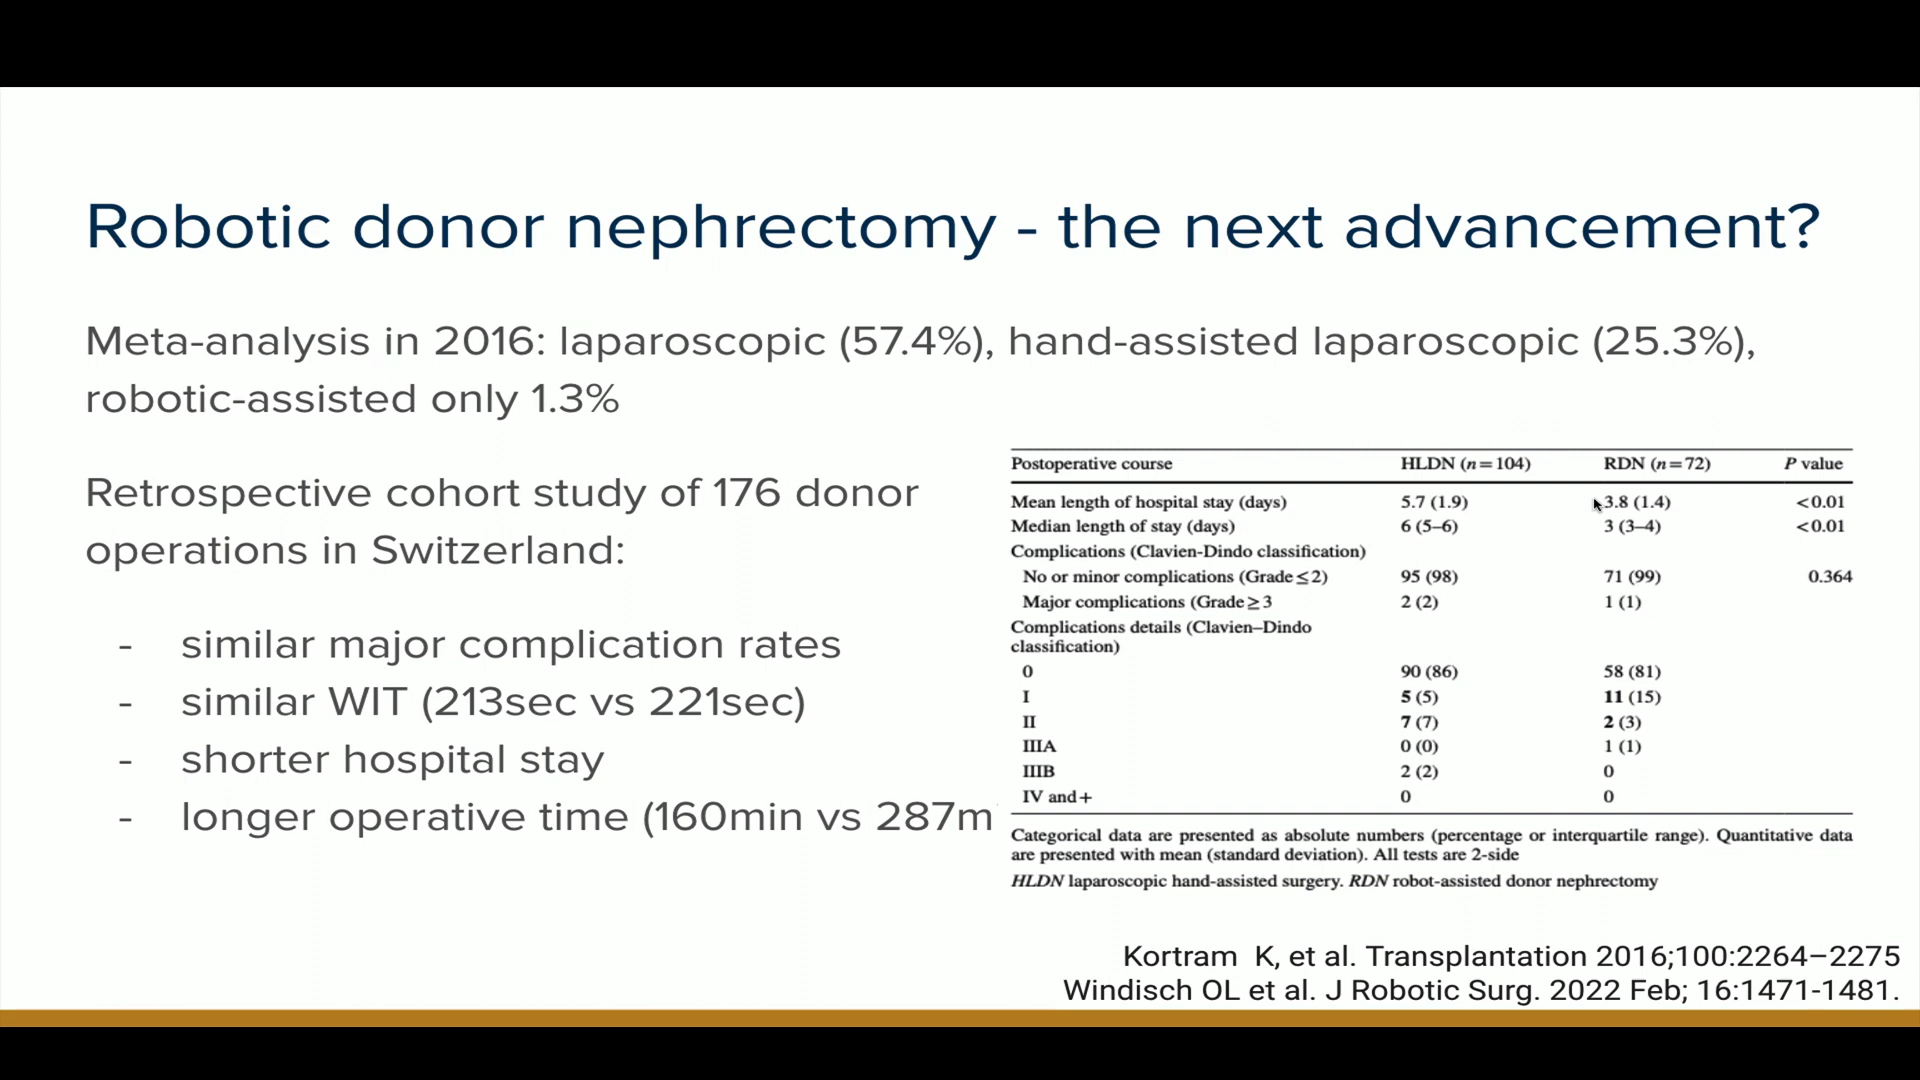 Robotic donor nephrectomy - the next advancement?
Meta-analysis in 2016: laparoscopic (57.4%), hand-assisted laparoscopic (25.3%),
robotic-assisted only 1.3%
Retrospective cohort study of 176 donor
operations in Switzerland:
- similar major complication rates
- similar WIT (213sec vs 221sec)
- shorter hospital stay
- longer operative time (160min vs 287m
Postoperative course HLDN (n=104) RDN (n=72) P value
Mean length of hospital stay (days) 5.7 (1.9) 3.8 (1.4) <0.01
Median length of stay (days) 6 (5–6) 3 (3–4) <0.01
Complications (Clavien-Dindo classification)
No or minor complications (Grade≤2) 95 (98) 71 (99) 0.364
Major complications (Grade≥3 2 (2) 1 (1)
Complications details (Clavien–Dindo
classification)
0 90 (86) 58 (81)
I 5 (5) 11 (15)
II 7 (7) 2 (3)
IIIA 0 (0) 1 (1)
IIIB 2 (2) 0
IV and+ 0 0
Categorical data are presented as absolute numbers (percentage or interquartile range). Quantitative data
are presented with mean (standard deviation). All tests are 2-side
HLDN laparoscopic hand-assisted surgery. RDN robot-assisted donor nephrectomy
Kortram K, et al. Transplantation 2016;100:2264–2275
Windisch OL et al. J Robotic Surg. 2022 Feb; 16:1471-1481.